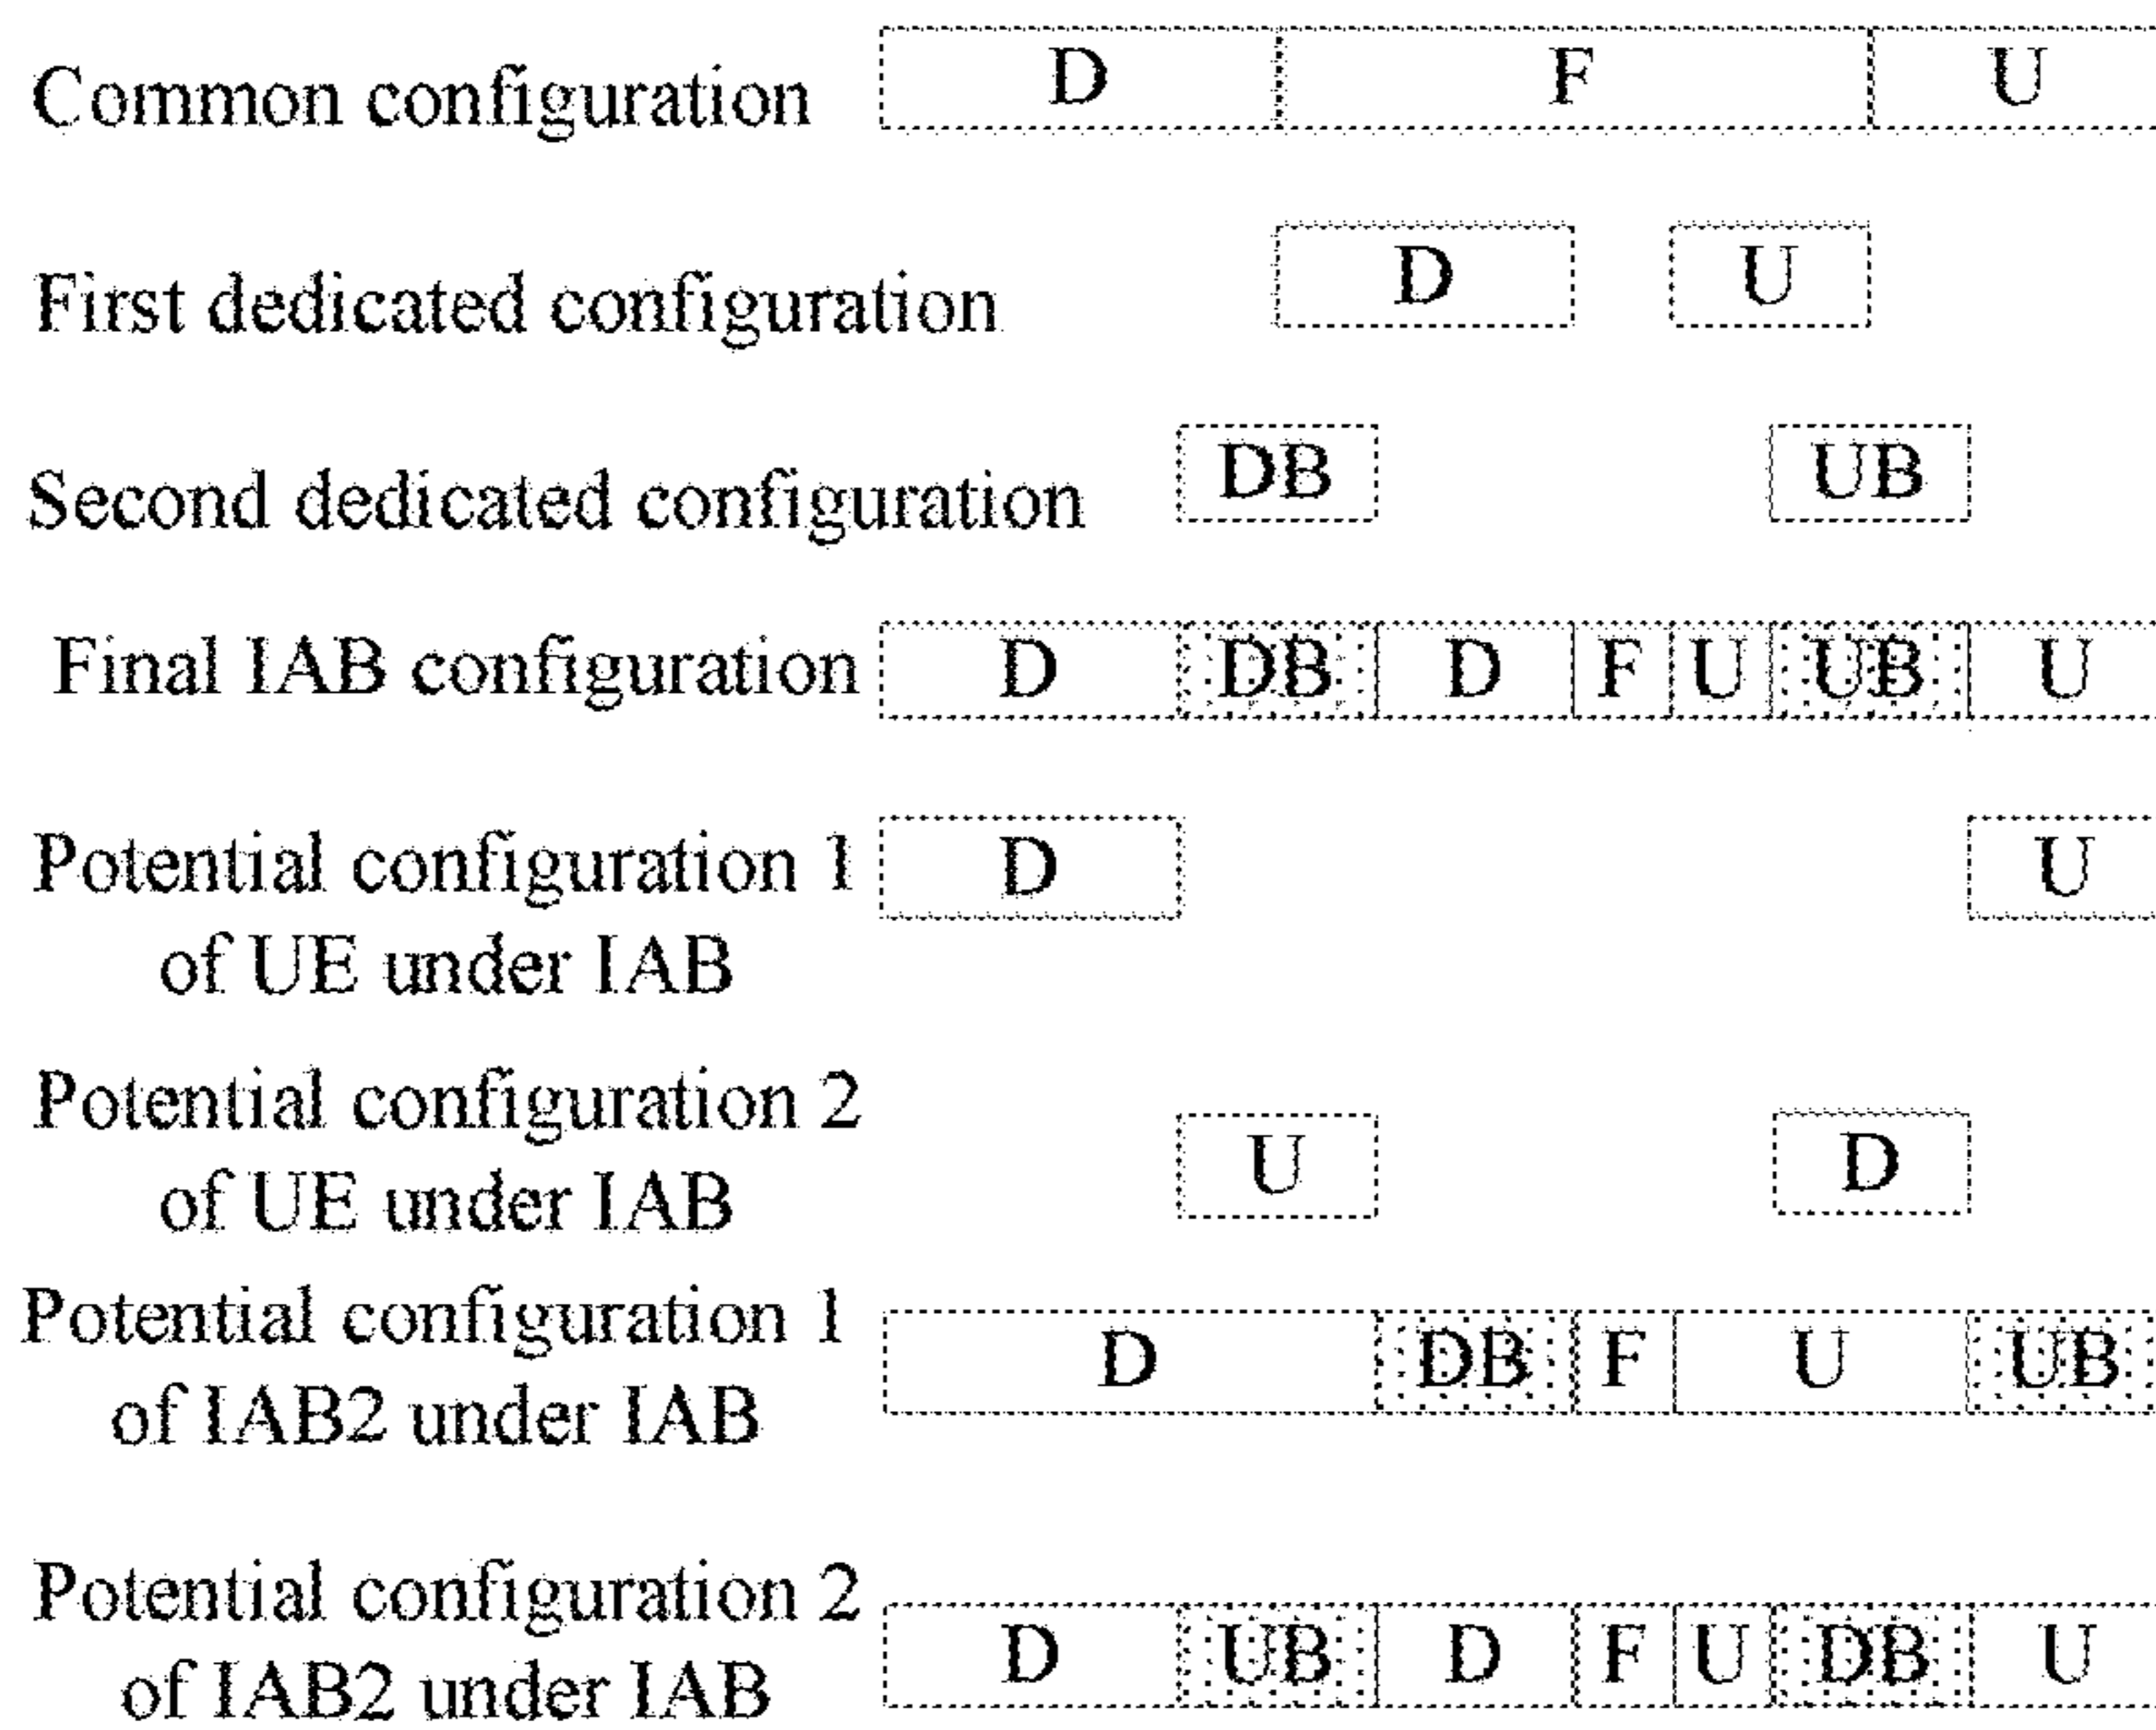 Common configuration D F U
First dedicated configuration D U
Second dedicated configuration DB UB
Final IAB configuration D DB D F U UB U
Potential configuration 1
of UE under IAB
D U
Potential configuration 2
of UE under IAB
U D
Potential configuration 1
of IAB2 under IAB
D DB F U UB
Potential configuration 2
of IAB2 under IAB
D UB D F U DB U